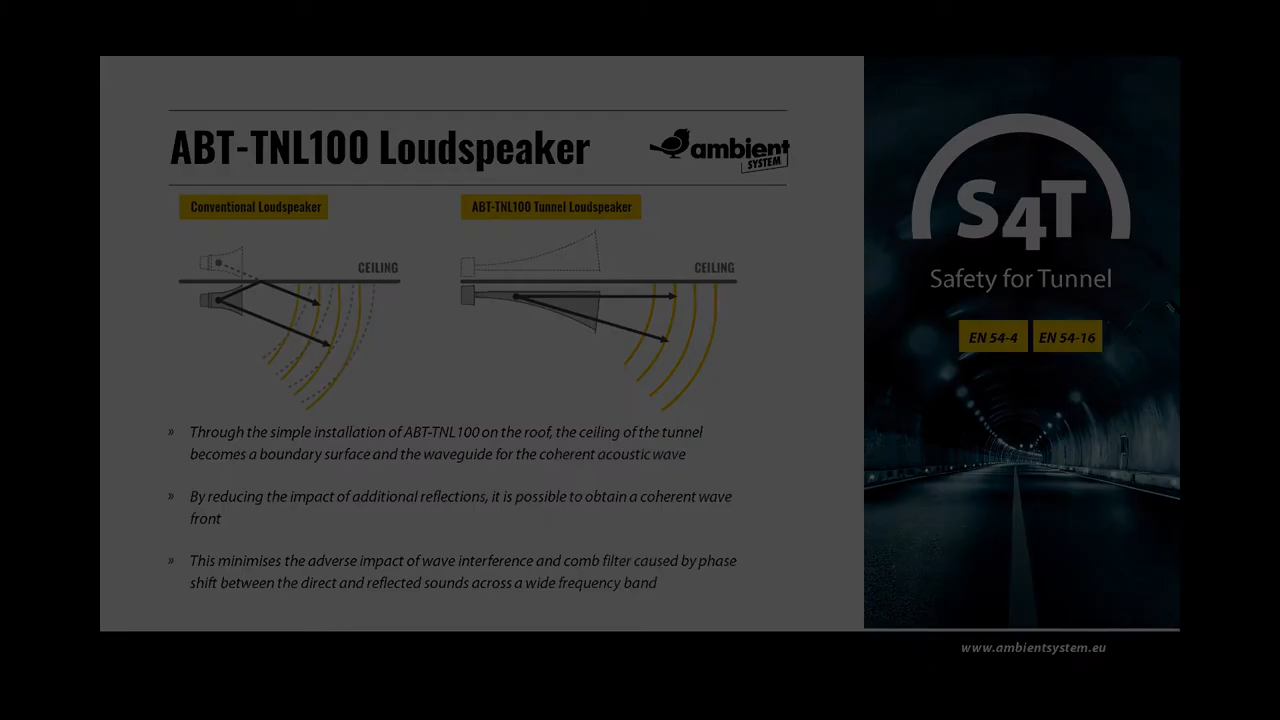 ABT-TNL100 Loudspeaker
ambient
SYSTEM
Conventional Loudspeaker
ABT-TNL100 Tunnel Loudspeaker
CEILING
CEILING
» Through the simple installation of ABT-TNL100 on the roof, the ceiling of the tunnel
becomes a boundary surface and the waveguide for the coherent acoustic wave
» By reducing the impact of additional reflections, it is possible to obtain a coherent wave
front
» This minimises the adverse impact of wave interference and comb filter caused by phase
shift between the direct and reflected sounds across a wide frequency band
S4T
Safety for Tunnel
EN 54-4
EN 54-16
www.ambientsystem.eu